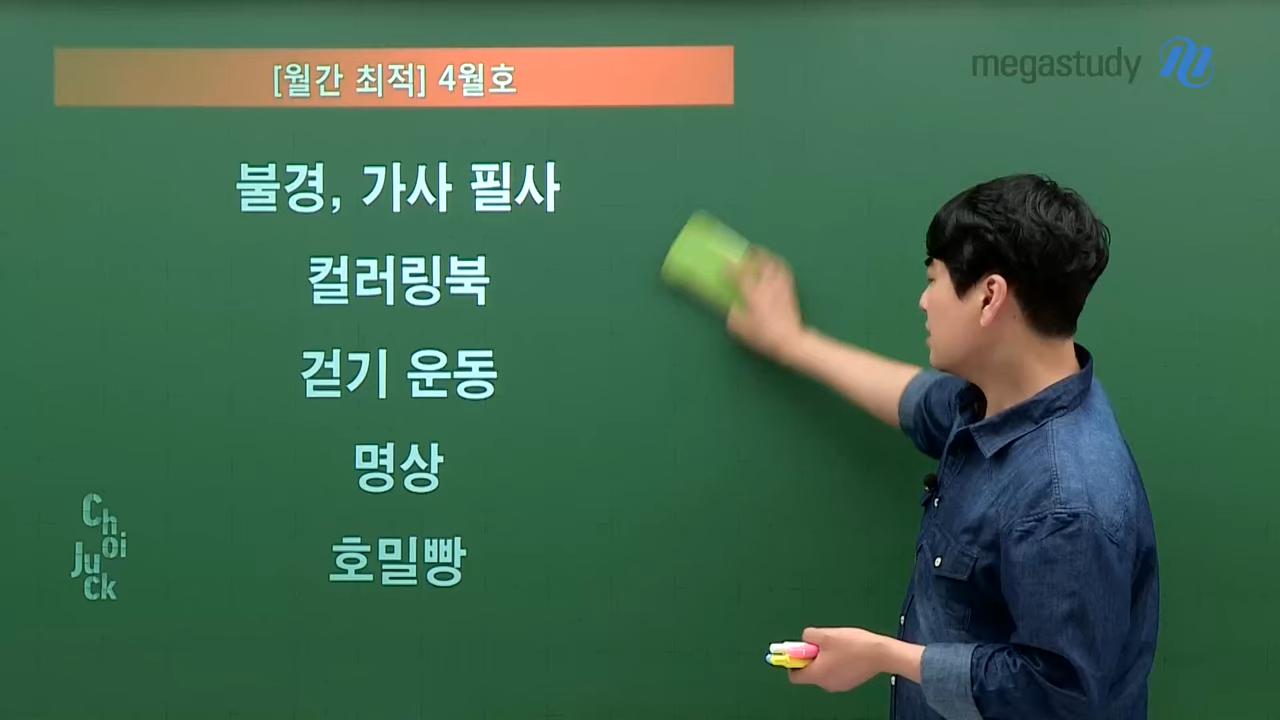 [월간 최적] 4월호
megastudy
불경, 가사 필사
컬러링북
걷기 운동
명상
호밀빵
Choi
Juck